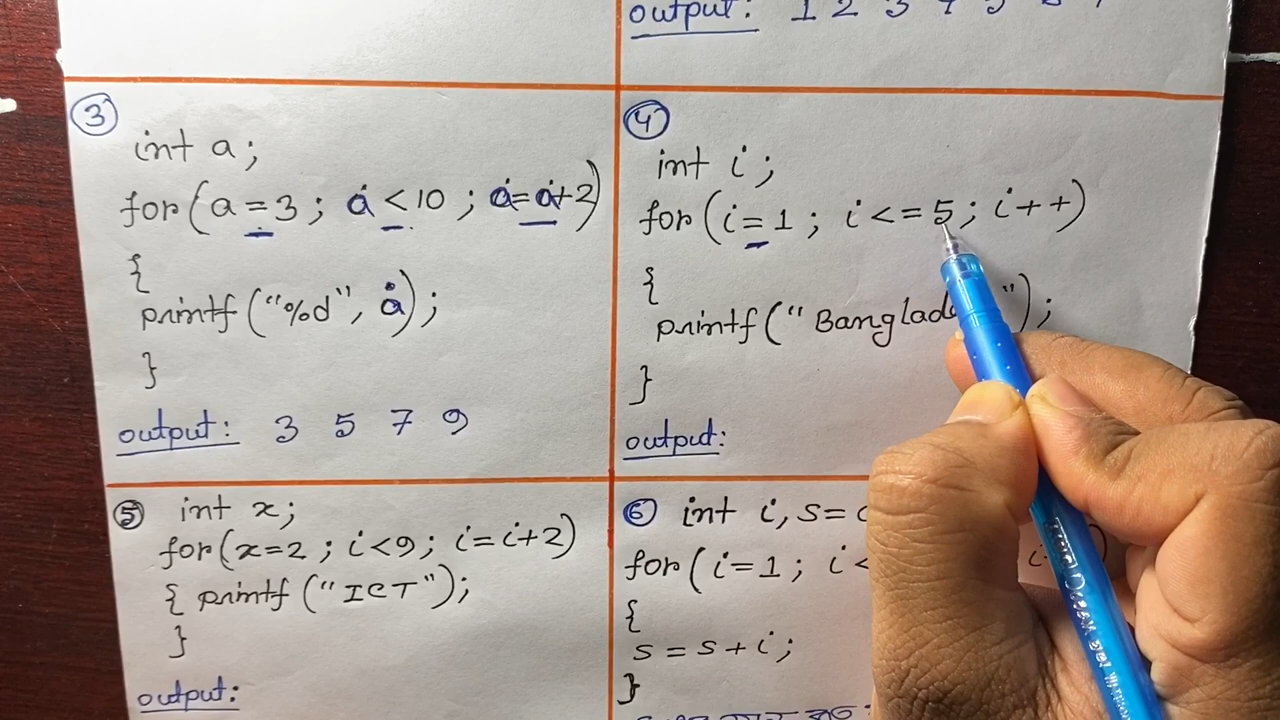 output: 1 2 3
3
int a;
for(a=3; a<10; a=a+2)
{
printf("%d", a);
}
output: 3 5 7 9
4
int i;
for(i=1; i<=5; i++)
{
printf(" ");
}
output:
5 int x;
for(x=2; i<9; i=i+2)
{ printf("ICT");
}
output:
6 int i, s=
for(i=1; i<
{
s=s+i;
}